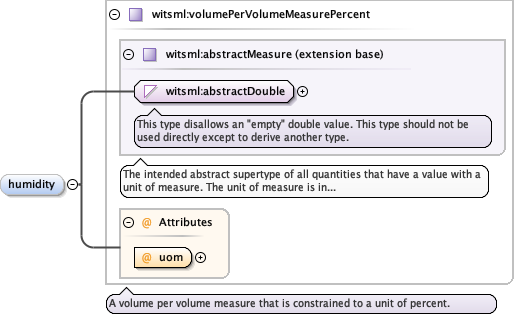 witsml:volumePerVolumeMeasurePercent
witsml:abstractMeasure (extension base)
witsml:abstractDouble
This type disallows an "empty" double value. This type should not be
used directly except to derive another type.
The intended abstract supertype of all quantities that have a value with a
unit of measure. The unit of measure is in...
humidity
@ Attributes
@ uom
A volume per volume measure that is constrained to a unit of percent.